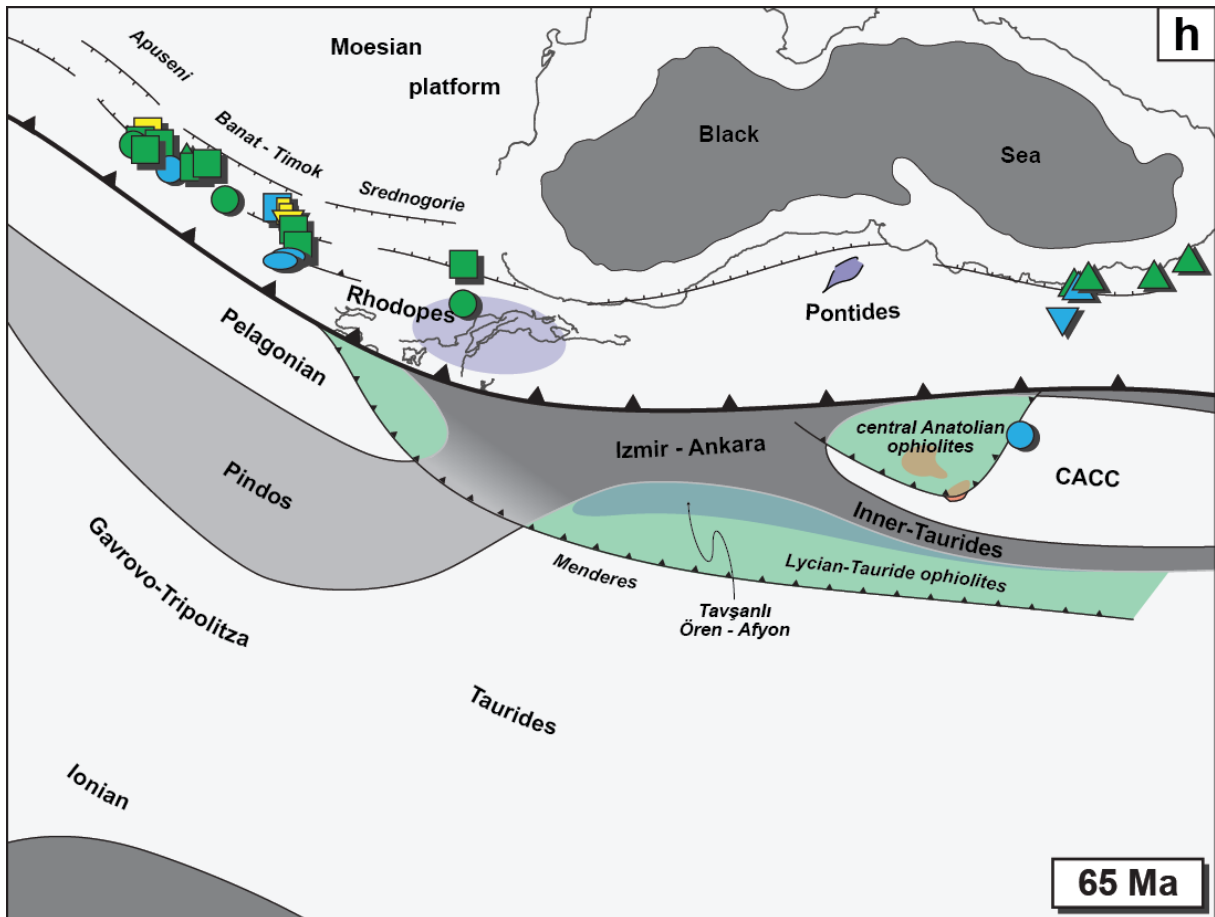 h
Apuseni
Moesian
platform
Banat - Timok
Black
Sea
Srednogorie
Rhodopes
Pontides
Pelagonian
central Anatolian
ophiolites
Izmir - Ankara
CACC
Pindos
Inner-Taurides
Gavrovo-Tripolitza
Menderes
Lycian-Tauride ophiolites
Tavşanlı
Ören - Afyon
Taurides
Ionian
65 Ma